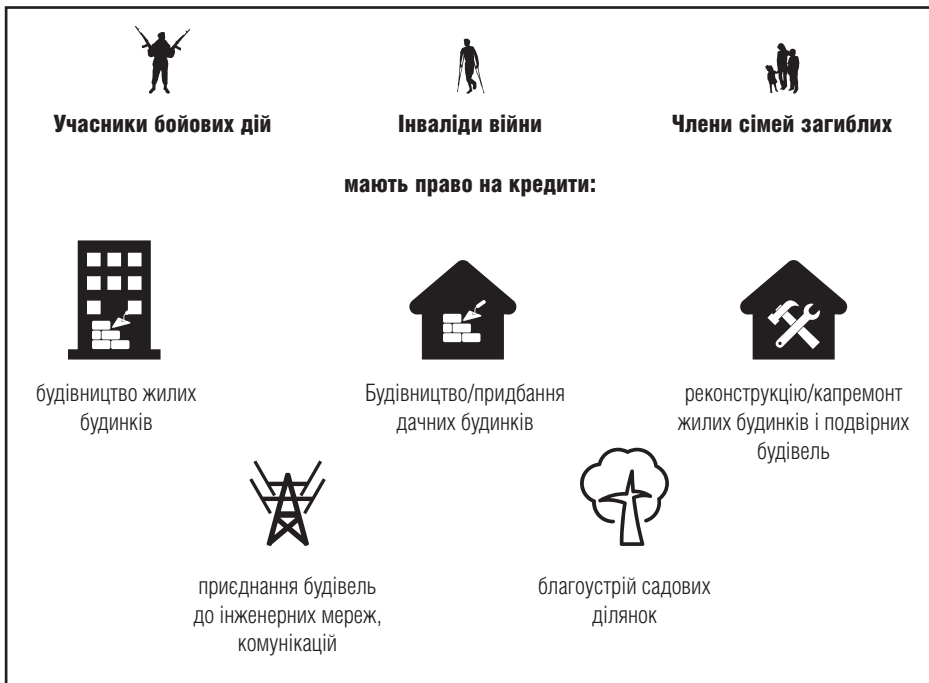 Учасники бойових дій
Інваліди війни
Члени сімей загиблих
мають право на кредити:
будівництво жилих
будинків
Будівництво/придбання
дачних будинків
реконструкцію/капремонт
жилих будинків і подвірних
будівель
приєднання будівель
до інженерних мереж,
комунікацій
благоустрій садових
ділянок